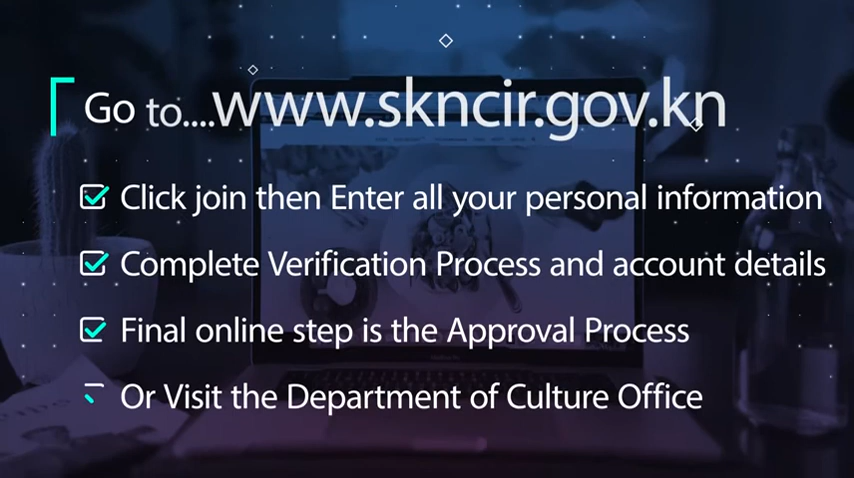 Go to....www.skncir.gov.kn
Click join then Enter all your personal information
Complete Verification Process and account details
Final online step is the Approval Process
Or Visit the Department of Culture Office